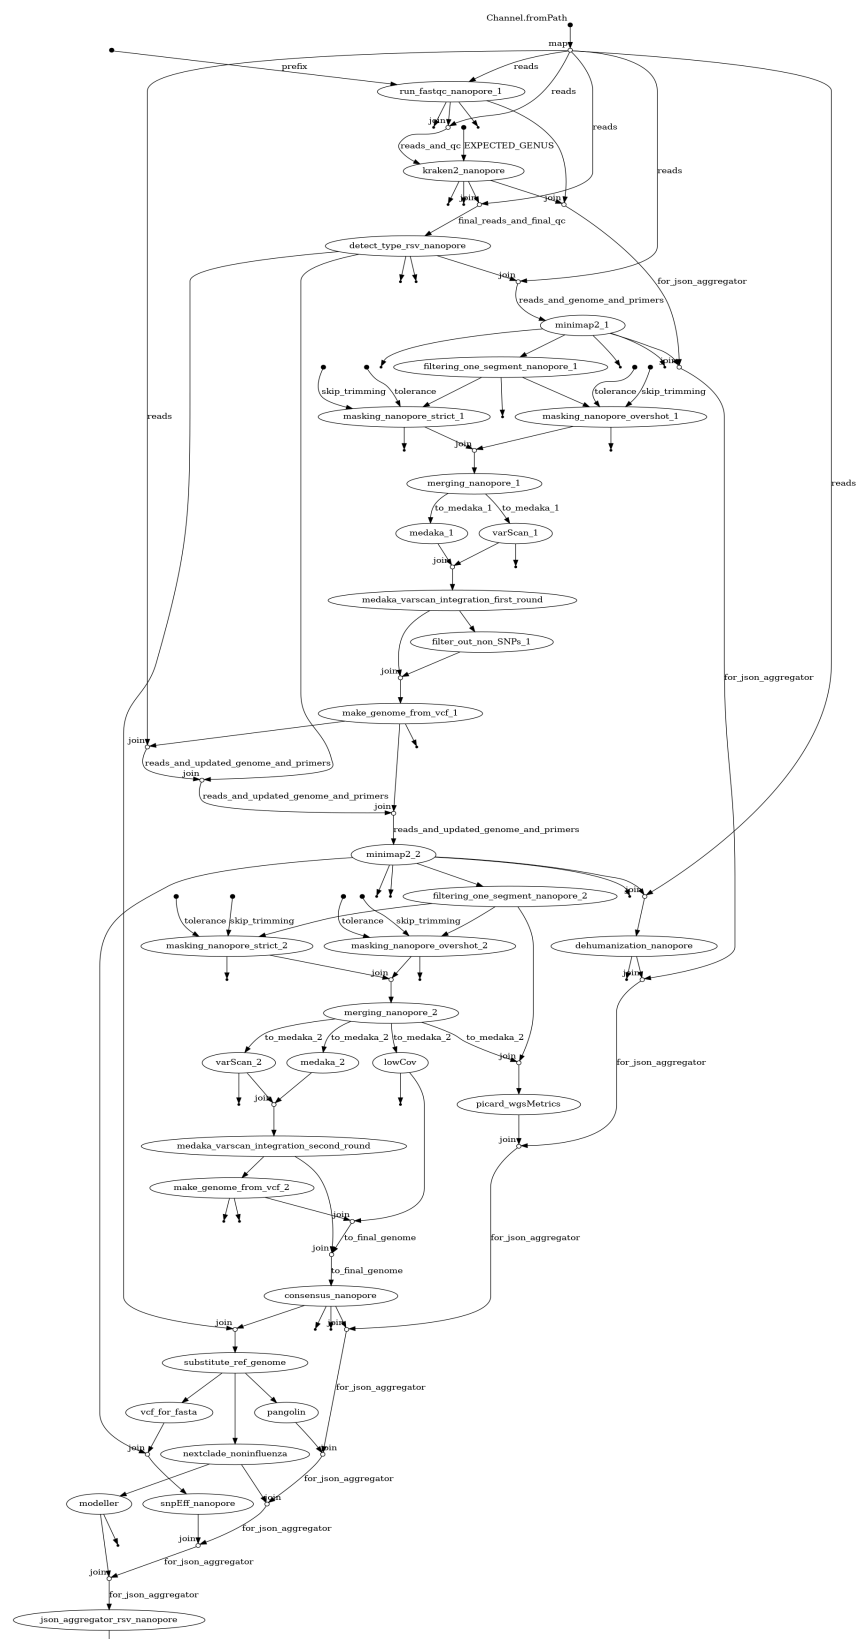 Channel.fromPath
map
prefix
reads
run_fastqc_nanopore_1
reads
join
reads
reads_and_qc
EXPECTED_GENUS
kraken2_nanopore
reads
join
join
final_reads_and_final_qc
detect_type_rsv_nanopore
join
for_json_aggregator
reads_and_genome_and_primers
minimap2_1
join
filtering_one_segment_nanopore_1
skip_trimming
tolerance
tolerance
skip_trimming
reads
masking_nanopore_strict_1
masking_nanopore_overshot_1
join
merging_nanopore_1
reads
to_medaka_1
to_medaka_1
medaka_1
varScan_1
join
medaka_varscan_integration_first_round
filter_out_non_SNPs_1
join
for_json_aggregator
make_genome_from_vcf_1
join
reads_and_updated_genome_and_primers
join
reads_and_updated_genome_and_primers
join
reads_and_updated_genome_and_primers
minimap2_2
join
filtering_one_segment_nanopore_2
tolerance
skip_trimming
tolerance
skip_trimming
masking_nanopore_strict_2
masking_nanopore_overshot_2
dehumanization_nanopore
join
join
merging_nanopore_2
to_medaka_2
to_medaka_2
to_medaka_2
to_medaka_2
join
varScan_2
medaka_2
lowCov
for_json_aggregator
join
picard_wgsMetrics
join
medaka_varscan_integration_second_round
make_genome_from_vcf_2
join
to_final_genome
for_json_aggregator
join
to_final_genome
consensus_nanopore
join
join
substitute_ref_genome
for_json_aggregator
vcf_for_fasta
pangolin
join
join
nextclade_noninfluenza
for_json_aggregator
join
modeller
snpEff_nanopore
for_json_aggregator
join
for_json_aggregator
join
for_json_aggregator
json_aggregator_rsv_nanopore